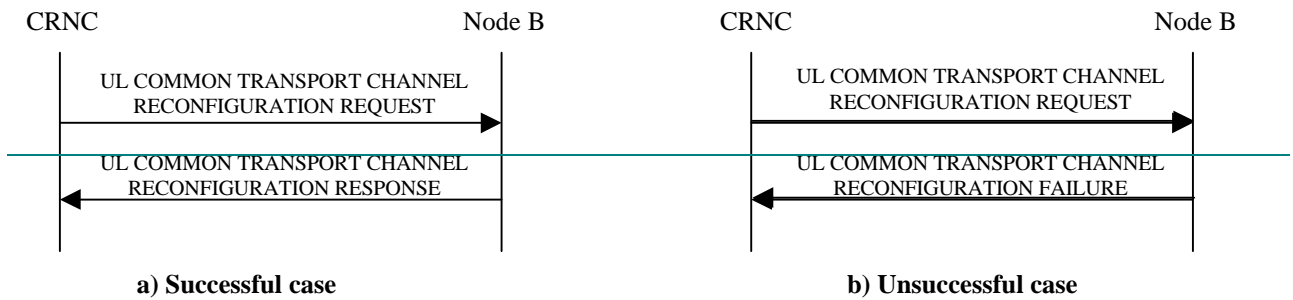 CRNC
Node B
UL COMMON TRANSPORT CHANNEL
RECONFIGURATION REQUEST
UL COMMON TRANSPORT CHANNEL
RECONFIGURATION RESPONSE
a) Successful case
CRNC
Node B
UL COMMON TRANSPORT CHANNEL
RECONFIGURATION REQUEST
UL COMMON TRANSPORT CHANNEL
RECONFIGURATION FAILURE
b) Unsuccessful case